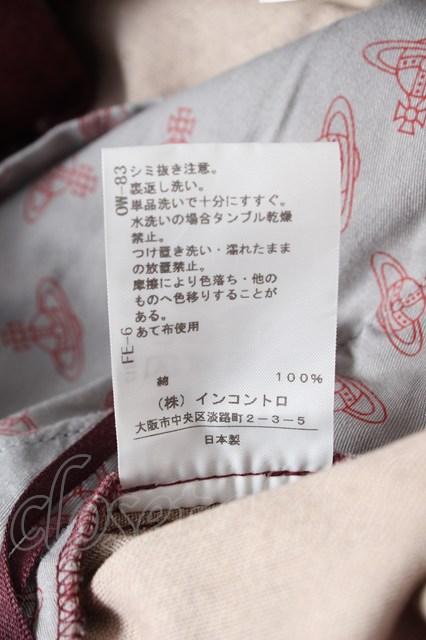 OW-83
シミ抜き注意。
裏返し洗い。
単品洗いで十分にすすぐ。
水洗いの場合タンブル乾燥
禁止。
つけ置き洗い・濡れたまま
の放置禁止。
摩擦により色落ち・他の
ものへ色移りすることが
ある。
FE-6
あて布使用
綿 100%
(株) インコントロ
大阪市中央区淡路町2-3-5
日本製